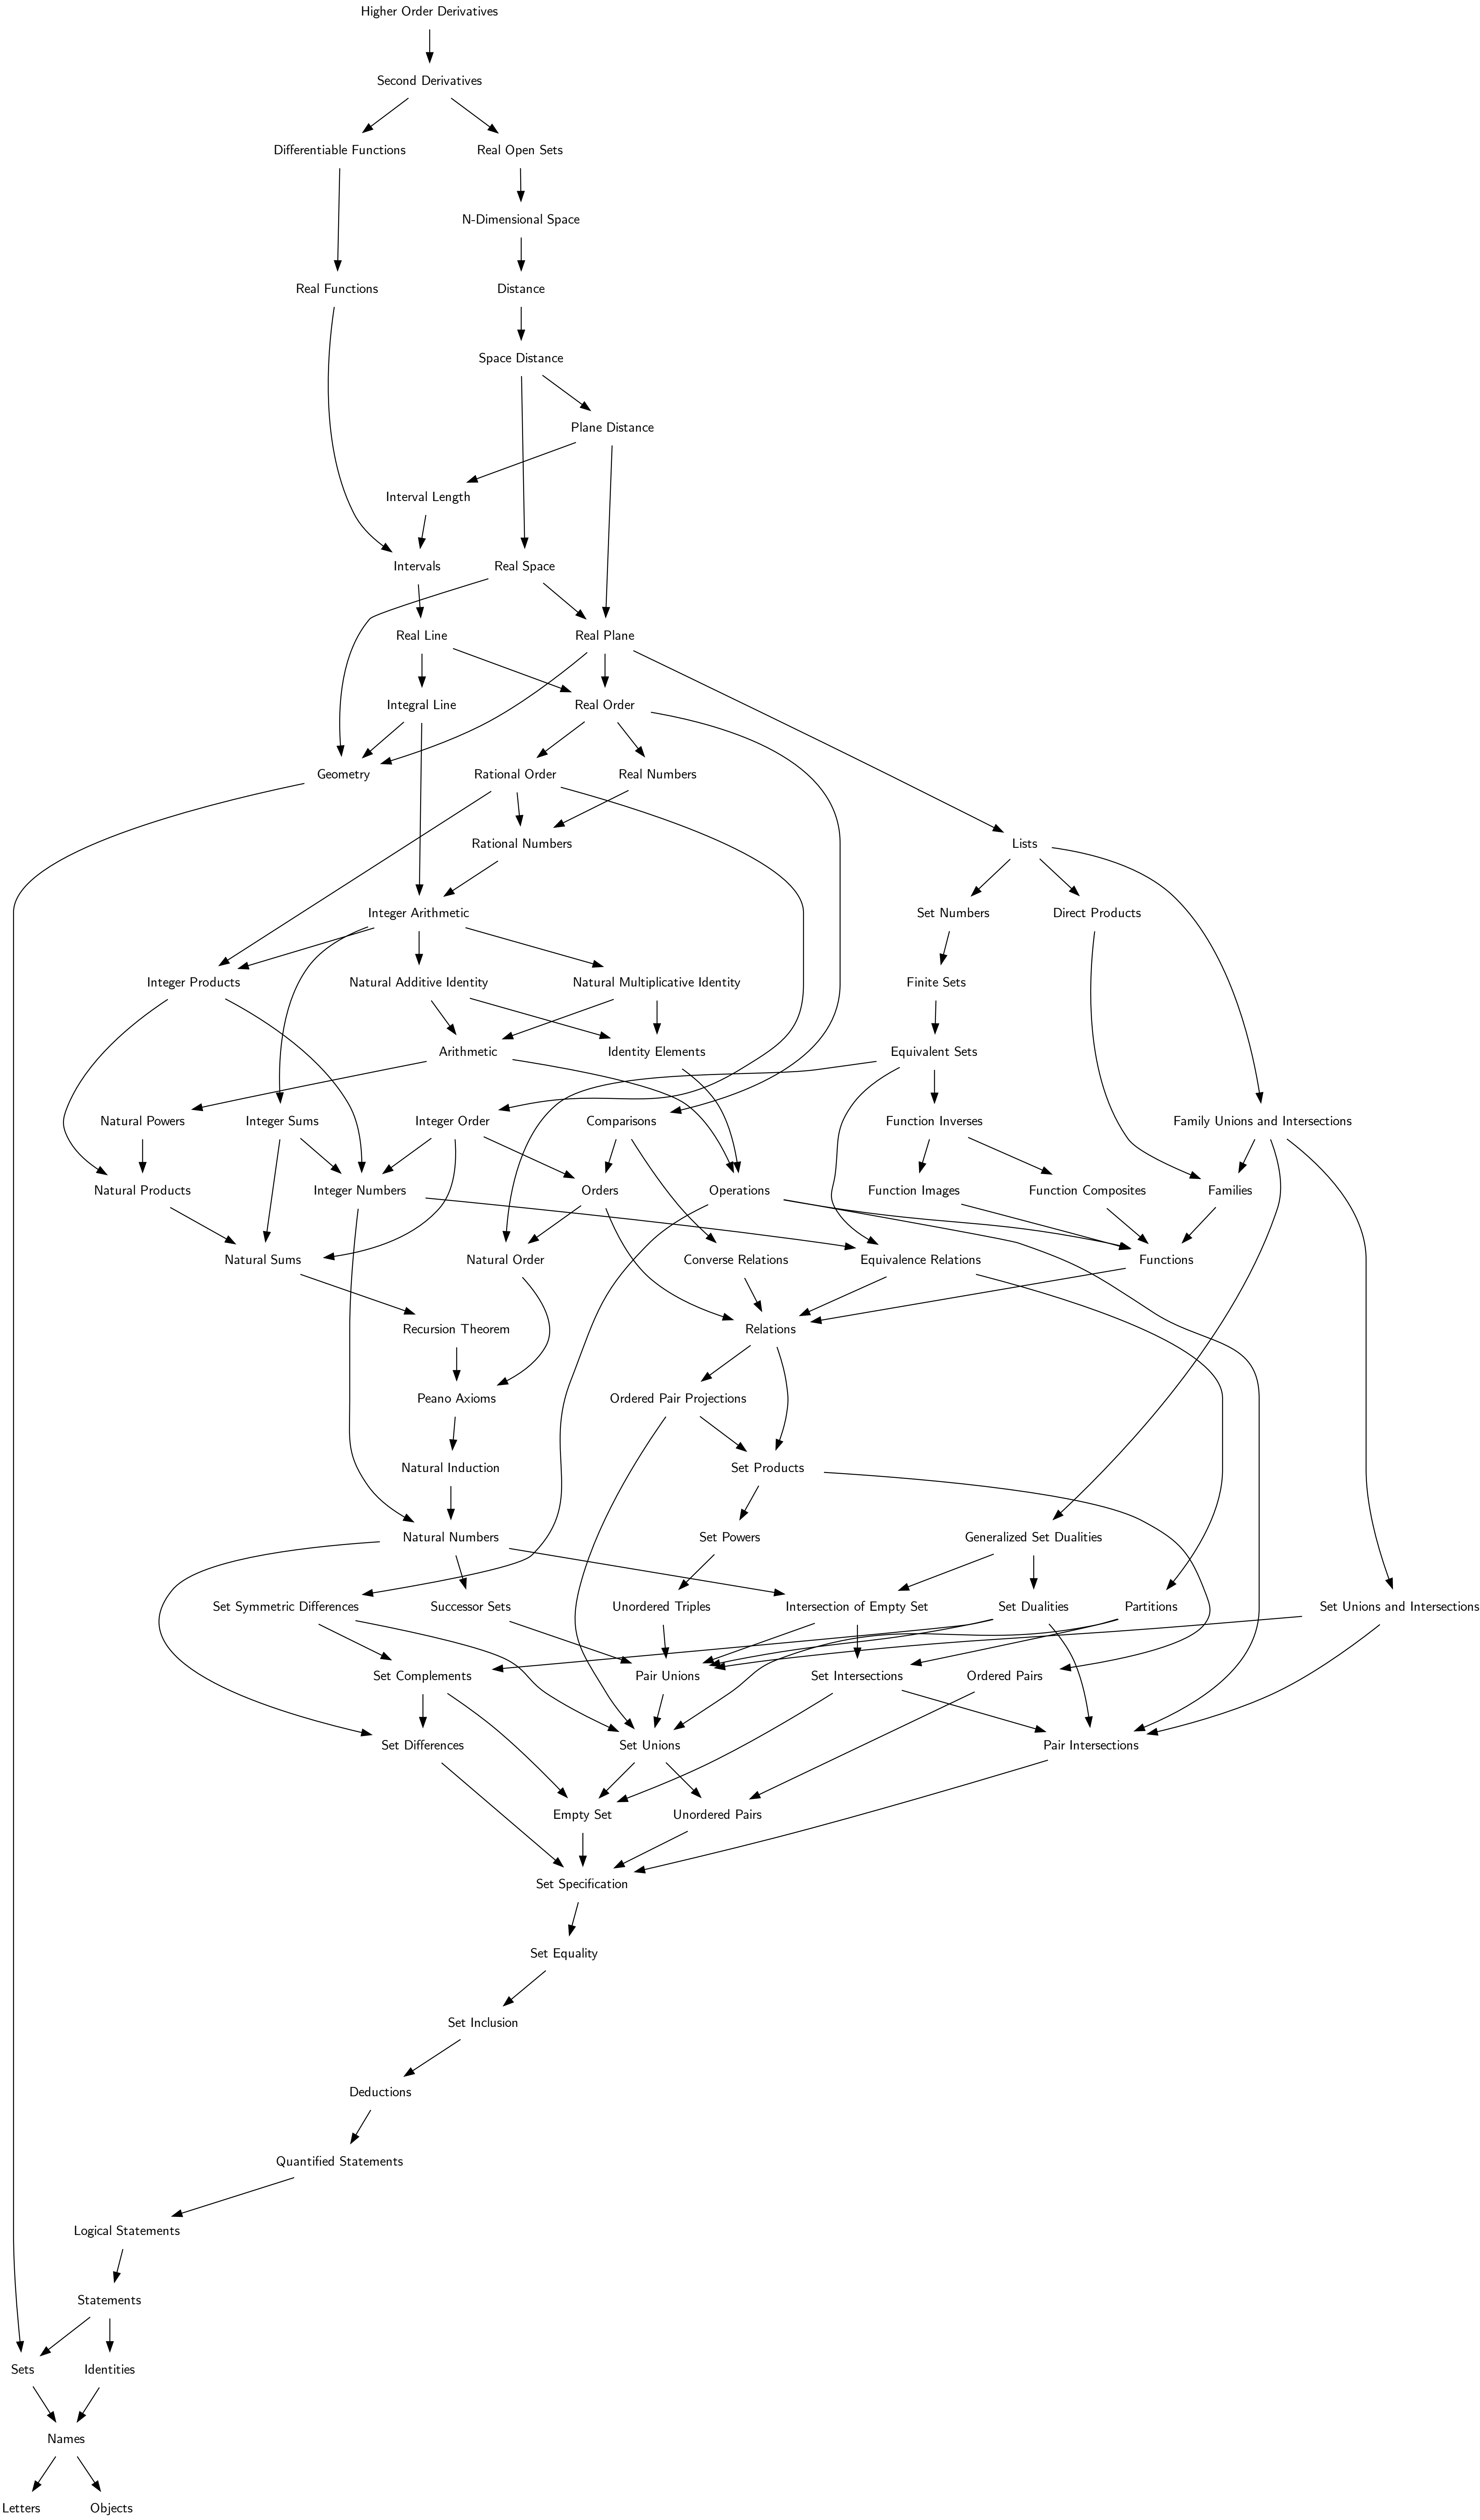 Higher Order Derivatives
Second Derivatives
Differentiable Functions
Real Open Sets
N-Dimensional Space
Real Functions
Distance
Space Distance
Plane Distance
Interval Length
Intervals
Real Space
Real Line
Real Plane
Integral Line
Real Order
Geometry
Rational Order
Real Numbers
Rational Numbers
Lists
Integer Arithmetic
Set Numbers
Direct Products
Integer Products
Natural Additive Identity
Natural Multiplicative Identity
Finite Sets
Arithmetic
Identity Elements
Equivalent Sets
Natural Powers
Integer Sums
Integer Order
Comparisons
Function Inverses
Family Unions and Intersections
Natural Products
Integer Numbers
Orders
Operations
Function Images
Function Composites
Families
Natural Sums
Natural Order
Converse Relations
Equivalence Relations
Functions
Recursion Theorem
Relations
Peano Axioms
Ordered Pair Projections
Natural Induction
Set Products
Natural Numbers
Set Powers
Generalized Set Dualities
Set Symmetric Differences
Successor Sets
Unordered Triples
Intersection of Empty Set
Set Dualities
Partitions
Set Unions and Intersections
Set Complements
Pair Unions
Set Intersections
Ordered Pairs
Set Differences
Set Unions
Pair Intersections
Empty Set
Unordered Pairs
Set Specification
Set Equality
Set Inclusion
Deductions
Quantified Statements
Logical Statements
Statements
Sets
Identities
Names
Letters
Objects